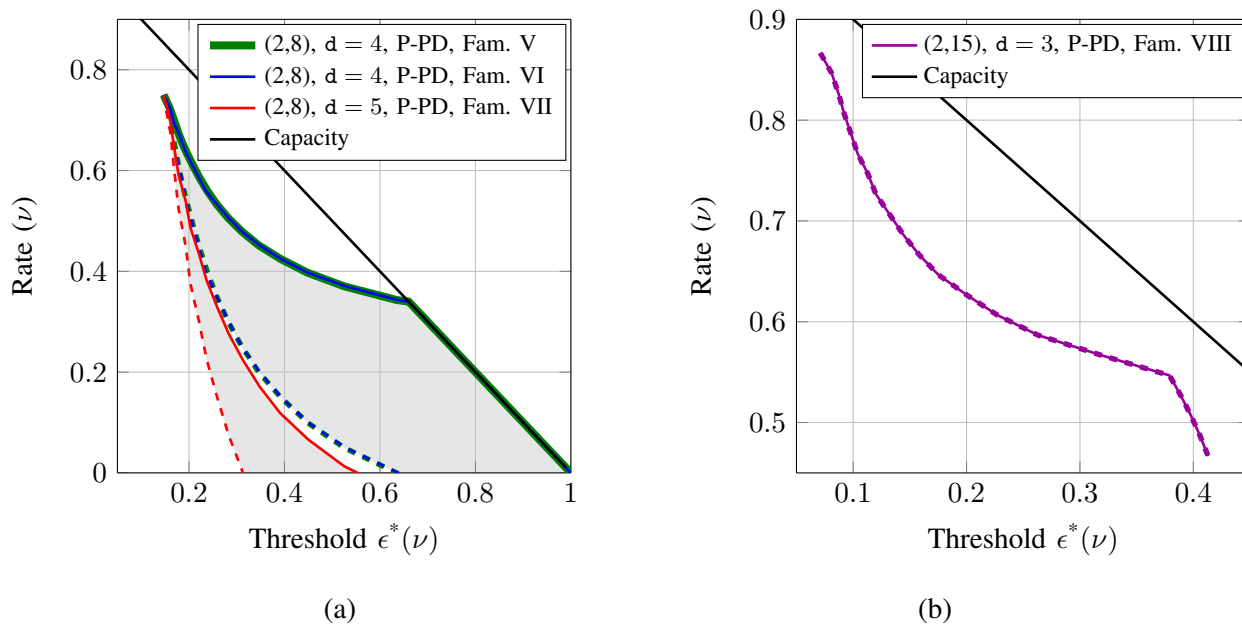 (2,8), d = 4, P-PD, Fam. V
(2,8), d = 4, P-PD, Fam. VI
(2,8), d = 5, P-PD, Fam. VII
Capacity
0.8
0.6
0.4
0.2
0
Rate (ν)
0.2 0.4 0.6 0.8 1
Threshold ϵ*(ν)
(a)
(2,15), d = 3, P-PD, Fam. VIII
Capacity
0.9
0.8
0.7
0.6
0.5
Rate (ν)
0.1 0.2 0.3 0.4
Threshold ϵ*(ν)
(b)